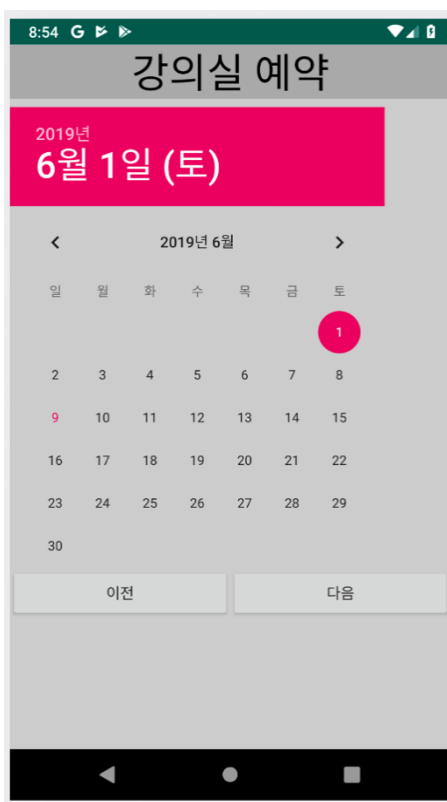 8:54 G
강의실 예약
2019년
6월 1일 (토)
2019년 6월
일 월 화 수 목 금 토
1
2 3 4 5 6 7 8
9 10 11 12 13 14 15
16 17 18 19 20 21 22
23 24 25 26 27 28 29
30
이전 다음